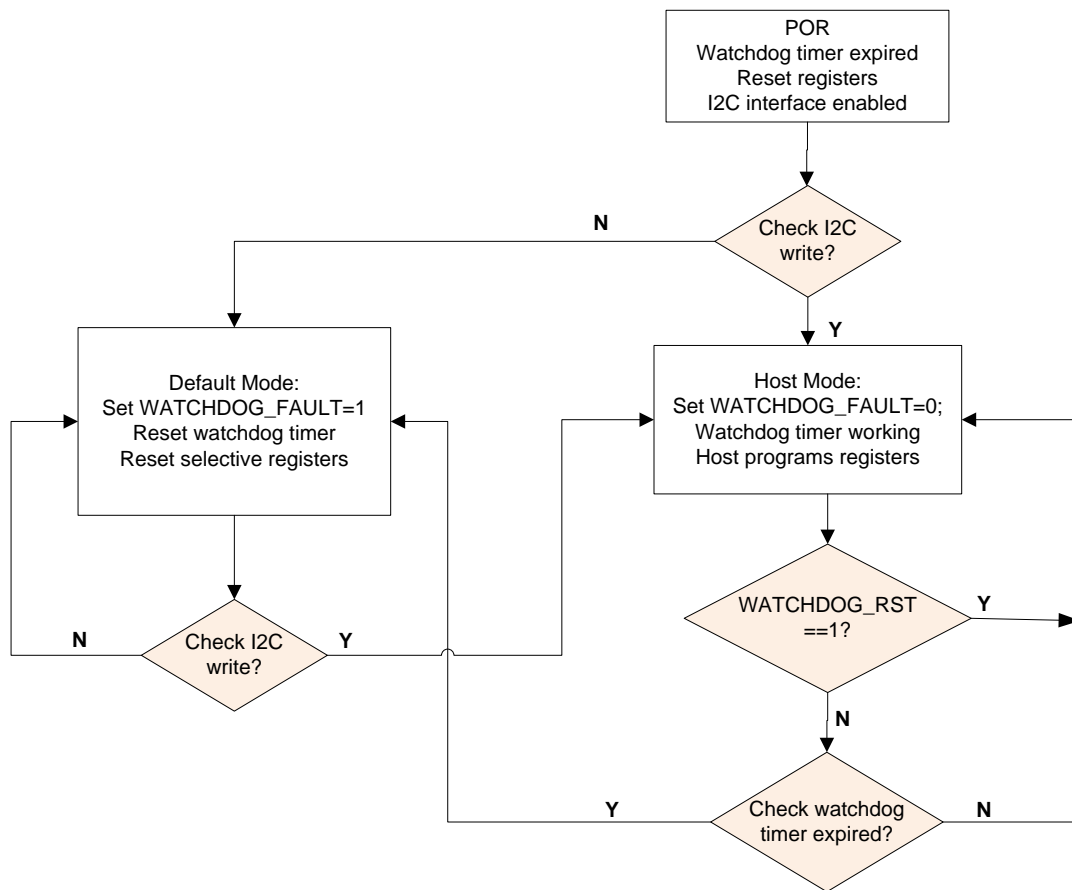 POR
Watchdog timer expired
Reset registers
I2C interface enabled
Check I2C
write?
N
Y
Default Mode:
Set WATCHDOG_FAULT=1
Reset watchdog timer
Reset selective registers
Host Mode:
Set WATCHDOG_FAULT=0;
Watchdog timer working
Host programs registers
WATCHDOG_RST
==1?
Y
N
Check I2C
write?
N
Y
Check watchdog
timer expired?
Y
N